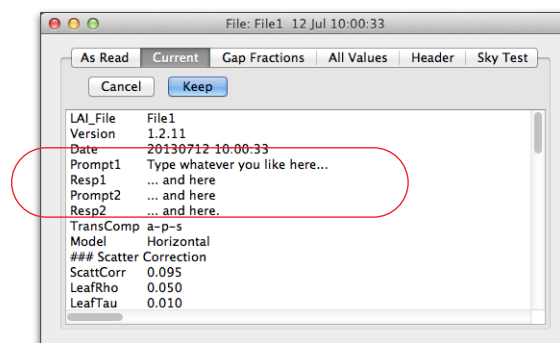 File: File1 12 Jul 10:00:33
As Read Current Gap Fractions All Values Header Sky Test
Cancel Keep
LAI_File File1
Version 1.2.11
Date 20130712 10:00:33
Prompt1 Type whatever you like here...
Resp1 ... and here
Prompt2 ... and here
Resp2 ... and here.
TransComp a-p-s
Model Horizontal
### Scatter Correction
ScattCorr 0.095
LeafRho 0.050
LeafTau 0.010